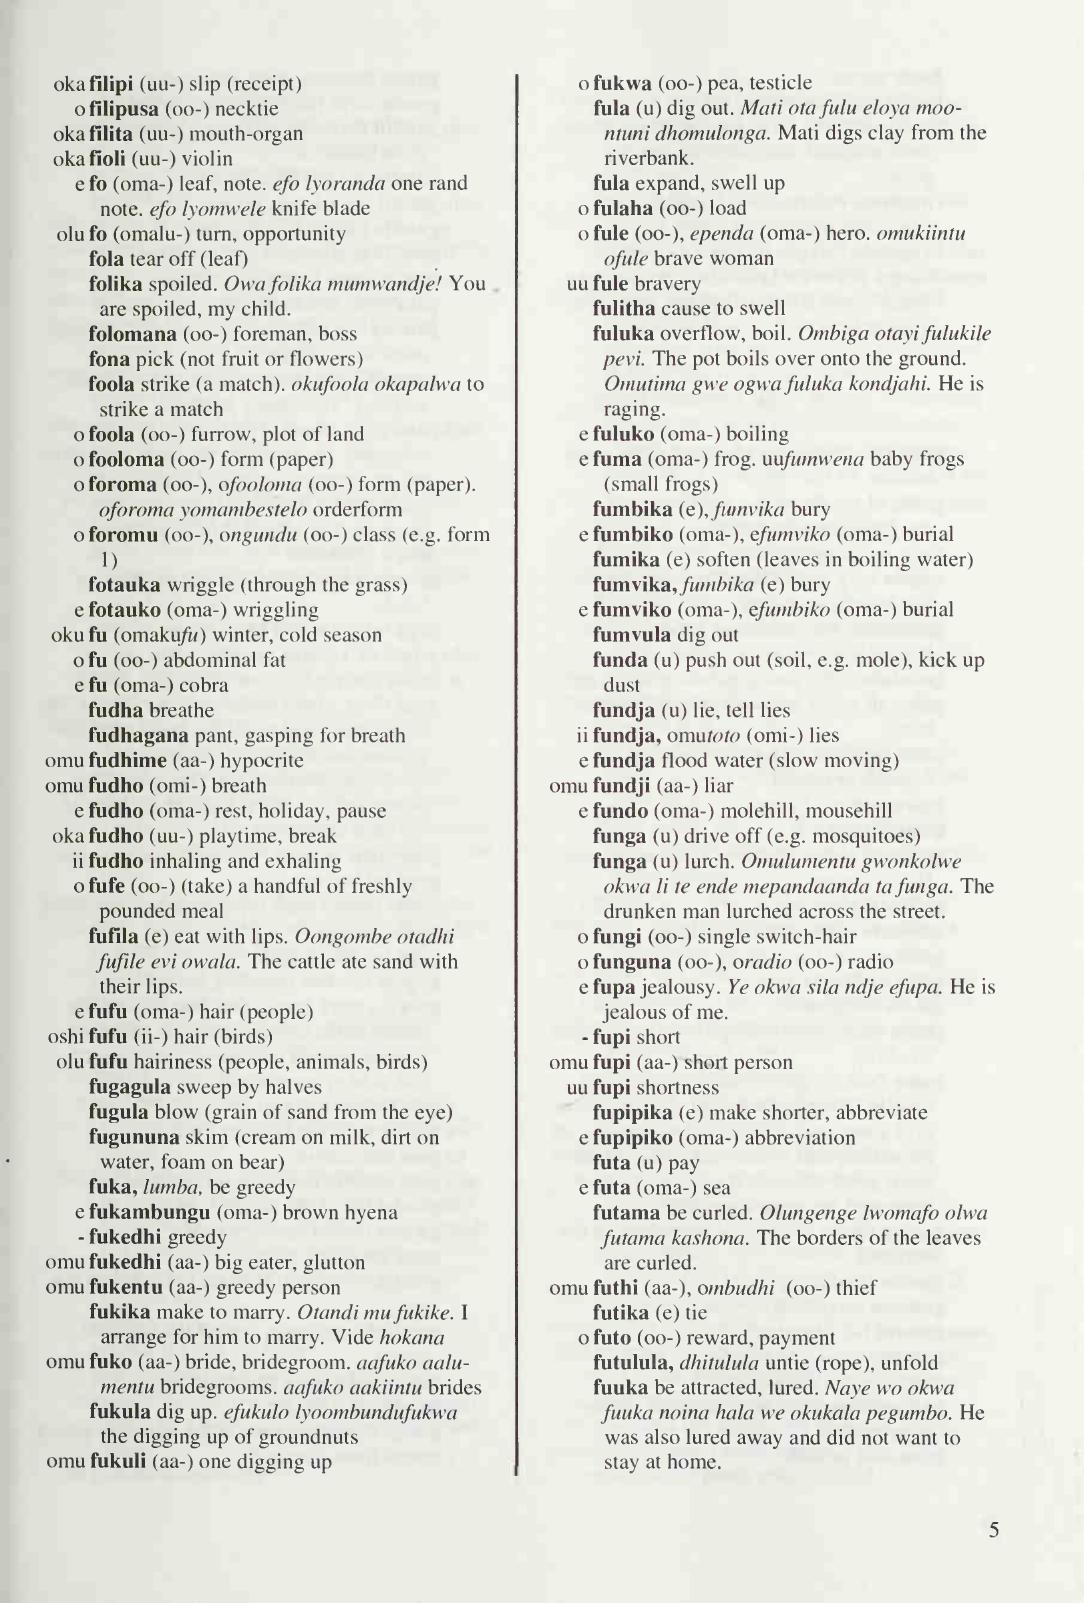 oka filipi (uu-) slip (receipt)
o filipusa (oo-) necktie
oka filita (uu-) mouth-organ
oka fioli (uu-) violin
e fo (oma-) leaf, note. efo lyoranda one rand
note. efo lyomwele knife blade
olu fo (omalu-) turn, opportunity
fola tear off (leaf)
folika spoiled. Owa folika mumwandje! You
are spoiled, my child.
folomana (oo-) foreman, boss
fona pick (not fruit or flowers)
foola strike (a match). okufoola okapalwa to
strike a match
o foola (oo-) furrow, plot of land
o fooloma (oo-) form (paper)
o foroma (oo-), ofooloma (oo-) form (paper).
oforoma yomambestelo orderform
o foromu (oo-), ongundu (oo-) class (e.g. form
1)
fotauka wriggle (through the grass)
e fotauko (oma-) wriggling
oku fu (omakufu) winter, cold season
o fu (oo-) abdominal fat
e fu (oma-) cobra
fudha breathe
fudhagana pant, gasping for breath
omu fudhime (aa-) hypocrite
omu fudho (omi-) breath
e fudho (oma-) rest, holiday, pause
oka fudho (uu-) playtime, break
ii fudho inhaling and exhaling
o fufe (oo-) (take) a handful of freshly
pounded meal
fufila (e) eat with lips. Oongombe otadhi
fufile evi owala. The cattle ate sand with
their lips.
e fufu (oma-) hair (people)
oshi fufu (ii-) hair (birds)
olu fufu hairiness (people, animals, birds)
fugagula sweep by halves
fugula blow (grain of sand from the eye)
fugununa skim (cream on milk, dirt on
water, foam on bear)
fuka, lumba, be greedy
e fukambungu (oma-) brown hyena
- fukedhi greedy
omu fukedhi (aa-) big eater, glutton
omu fukentu (aa-) greedy person
fukika make to marry. Otandi mu fukike. I
arrange for him to marry. Vide hokana
omu fuko (aa-) bride, bridegroom. aafuko aalu-
mentu bridegrooms. aafuko aakiintu brides
fukula dig up. efukulo lyoombundufukwa
the digging up of groundnuts
omu fukuli (aa-) one digging up
o fukwa (oo-) pea, testicle
fula (u) dig out. Mati ota fulu eloya moo-
ntuni dhomulonga. Mati digs clay from the
riverbank.
fula expand, swell up
o fulaha (oo-) load
o fule (oo-), ependa (oma-) hero. omukiintu
ofule brave woman
uu fule bravery
fulitha cause to swell
fuluka overflow, boil. Ombiga otayi fulukile
pevi. The pot boils over onto the ground.
Omutima gwe ogwa fuluka kondjahi. He is
raging.
e fuluko (oma-) boiling
e fuma (oma-) frog. uufumwena baby frogs
(small frogs)
fumbika (e), fumvika bury
e fumbiko (oma-), efumviko (oma-) burial
fumika (e) soften (leaves in boiling water)
fumvika, fumbika (e) bury
e fumviko (oma-), efumbiko (oma-) burial
fumvula dig out
funda (u) push out (soil, e.g. mole), kick up
dust
fundja (u) lie, tell lies
ii fundja, omutoto (omi-) lies
e fundja flood water (slow moving)
omu fundji (aa-) liar
e fundo (oma-) molehill, mousehill
funga (u) drive off (e.g. mosquitoes)
funga (u) lurch. Omulumentu gwonkolwe
okwa li te ende mepandaanda ta funga. The
drunken man lurched across the street.
o fungi (oo-) single switch-hair
o funguna (oo-), oradio (oo-) radio
e fupa jealousy. Ye okwa sila ndje efupa. He is
jealous of me.
- fupi short
omu fupi (aa-) short person
uu fupi shortness
fupipika (e) make shorter, abbreviate
e fupipiko (oma-) abbreviation
futa (u) pay
e futa (oma-) sea
futama be curled. Olungenge lwomafo olwa
futama kashona. The borders of the leaves
are curled.
omu futhi (aa-), ombudhi (oo-) thief
futika (e) tie
o futo (oo-) reward, payment
futulula, dhitulula untie (rope), unfold
fuuka be attracted, lured. Naye wo okwa
fuuka noina hala we okukala pegumbo. He
was also lured away and did not want to
stay at home.
5